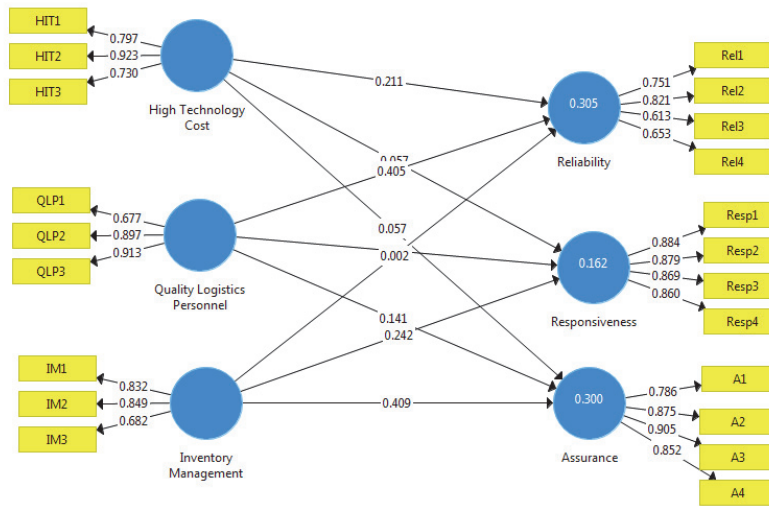 HIT1
HIT2
HIT3
0.797
0.923
0.730
High Technology
Cost
QLP1
QLP2
QLP3
0.677
0.897
0.913
Quality Logistics
Personnel
IM1
IM2
IM3
0.832
0.849
0.682
Inventory
Management
0.211
0.405
0.057
0.002
0.141
0.242
0.409
0.305
Reliability
0.751
0.821
0.613
0.653
Rel1
Rel2
Rel3
Rel4
0.162
Responsiveness
0.884
0.879
0.869
0.860
Resp1
Resp2
Resp3
Resp4
0.300
Assurance
0.786
0.875
0.905
0.852
A1
A2
A3
A4